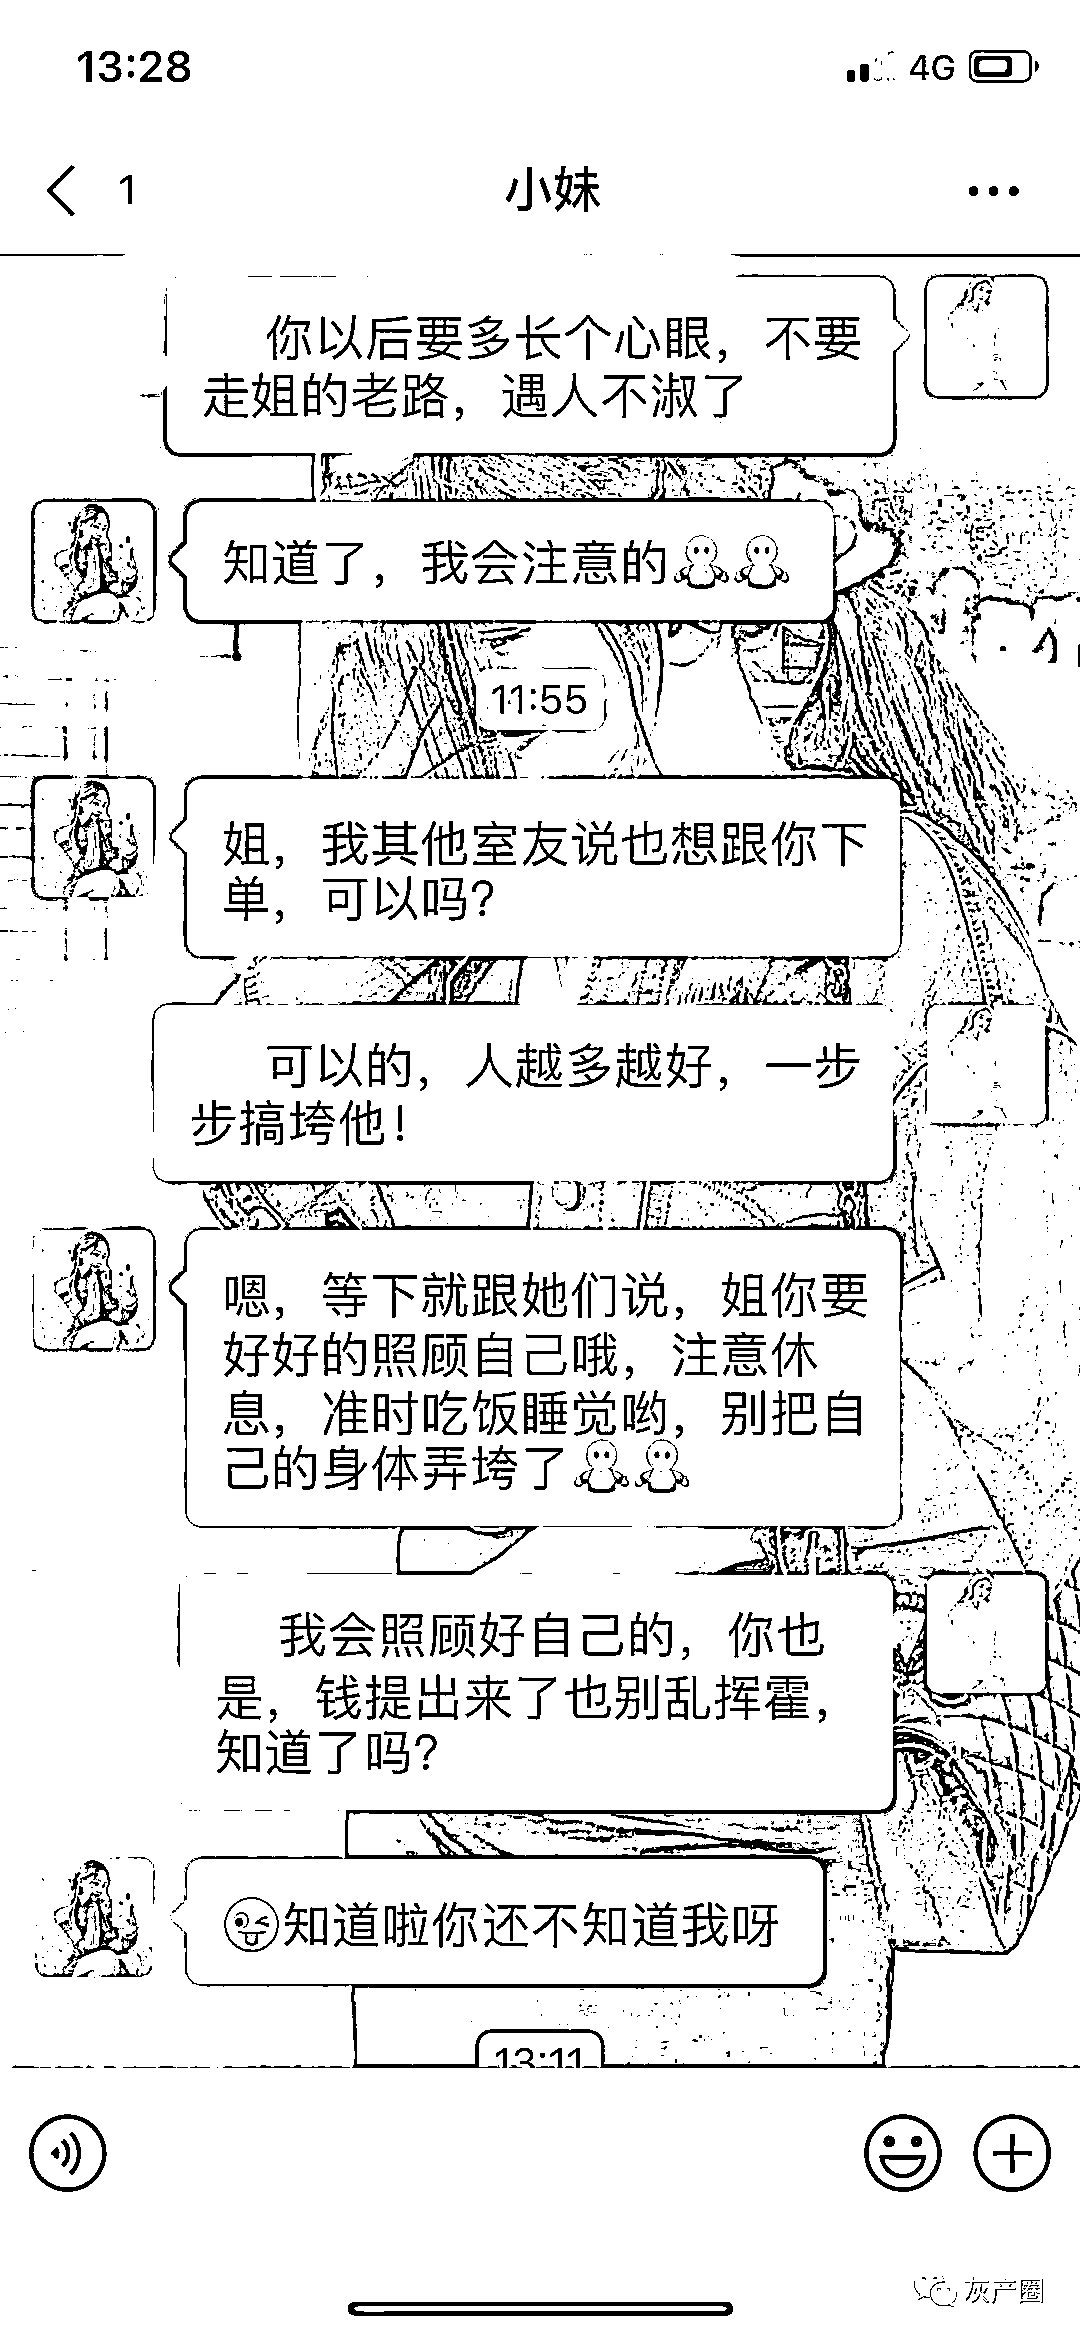 13:28
4G
1
小妹
你以后要多长个心眼，不要
走姐的老路，遇人不淑了
知道了，我会注意的
11:55
姐，我其他室友说也想跟你下
单，可以吗？
可以的，人越多越好，一步
步搞垮他！
嗯，等下就跟她们说，姐你要
好好的照顾自己哦，注意休
息，准时吃饭睡觉哟，别把自
己的身体弄垮了
我会照顾好自己的，你也
是，钱提出来了也别乱挥霍，
知道了吗？
知道啦你还不知道我呀
13:11
灰产圈